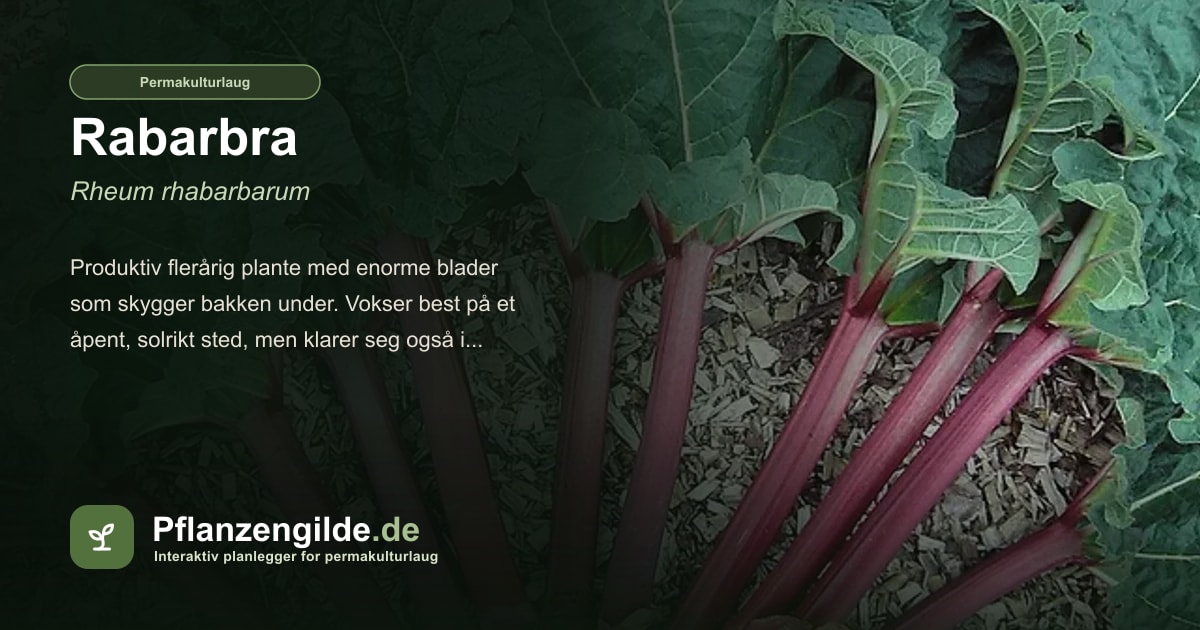 Permakulturlaug
Rabarbra
Rheum rhabarbarum
Produktiv flerårig plante med enorme blader
som skygger bakken under. Vokser best på et
åpent, solrikt sted, men klarer seg også i...
Pflanzengilde.de
Interaktiv planlegger for permakulturlaug